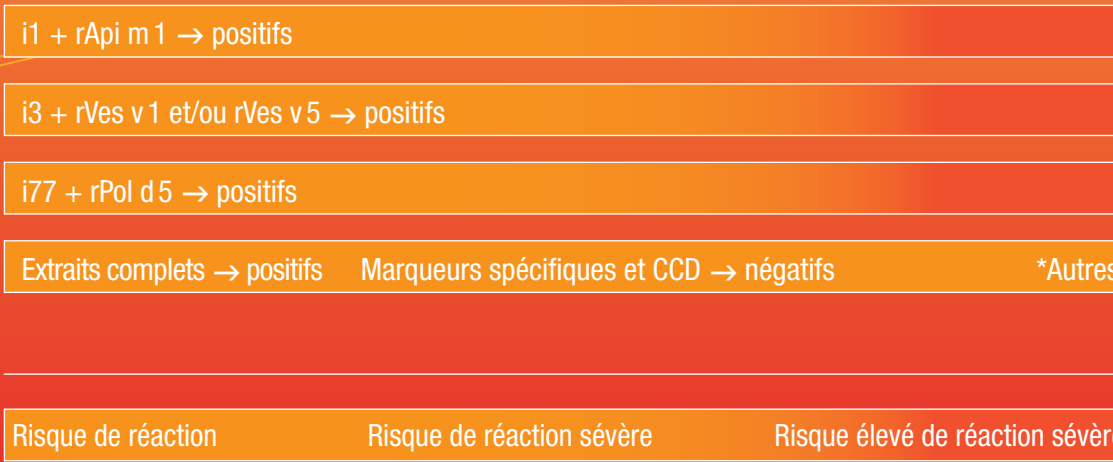 i1 + rApi m 1 → positifs
i3 + rVes v 1 et/ou rVes v 5 → positifs
i77 + rPol d 5 → positifs
Extraits complets → positifs Marqueurs spécifiques et CCD → négatifs *Autres
Risque de réaction Risque de réaction sévère Risque élevé de réaction sévère